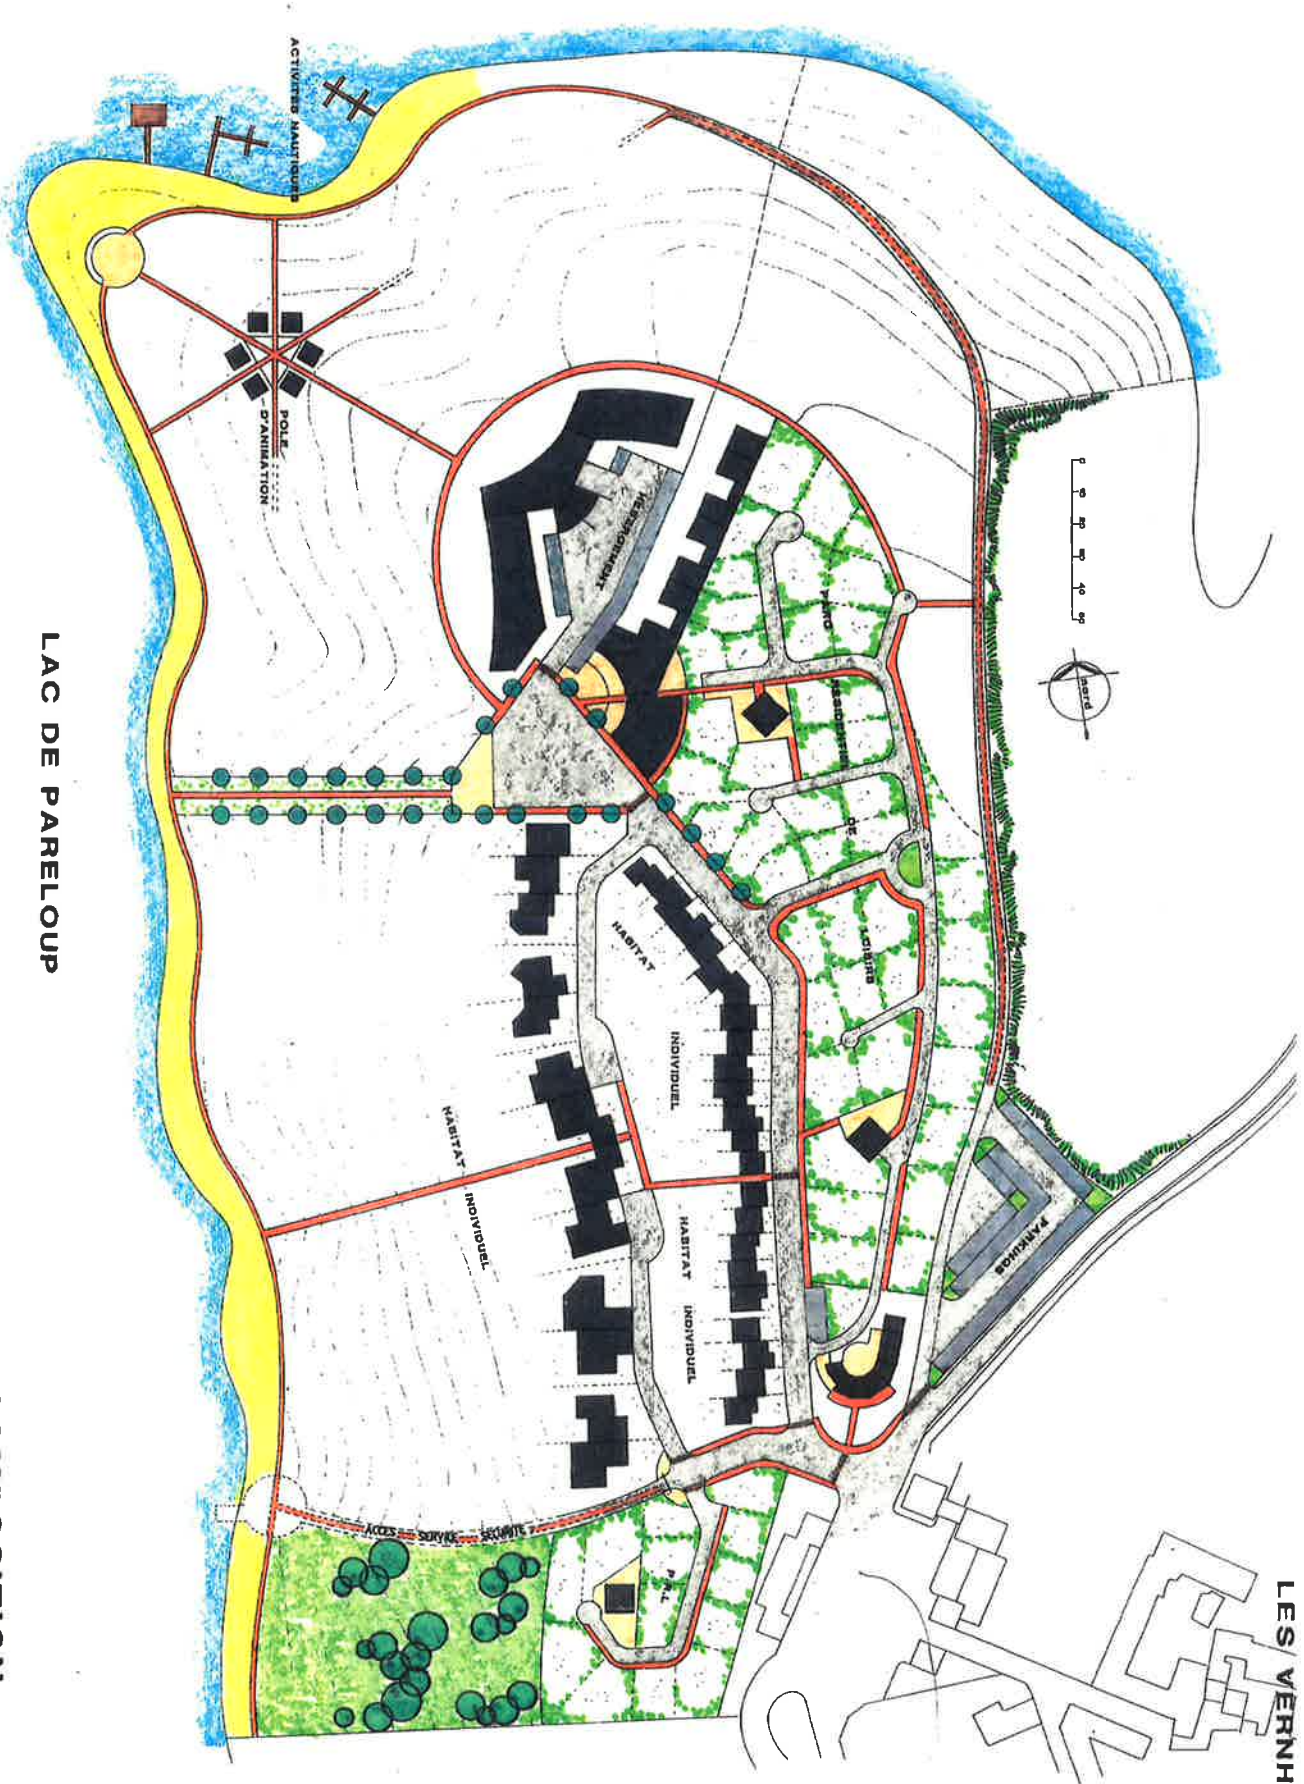 ACTIVITES NAUTIQUES
POLE
D'ANIMATION
HEBERGEMENT
PARC
RESIDENTIEL
DE
LOISIRS
nord
PARKINGS
HABITAT
INDIVIDUEL
HABITAT INDIVIDUEL
HABITAT INDIVIDUEL
ACCES SERVICE SECURITE
P.R.L
LAC DE PARELOUP
LES VERNH